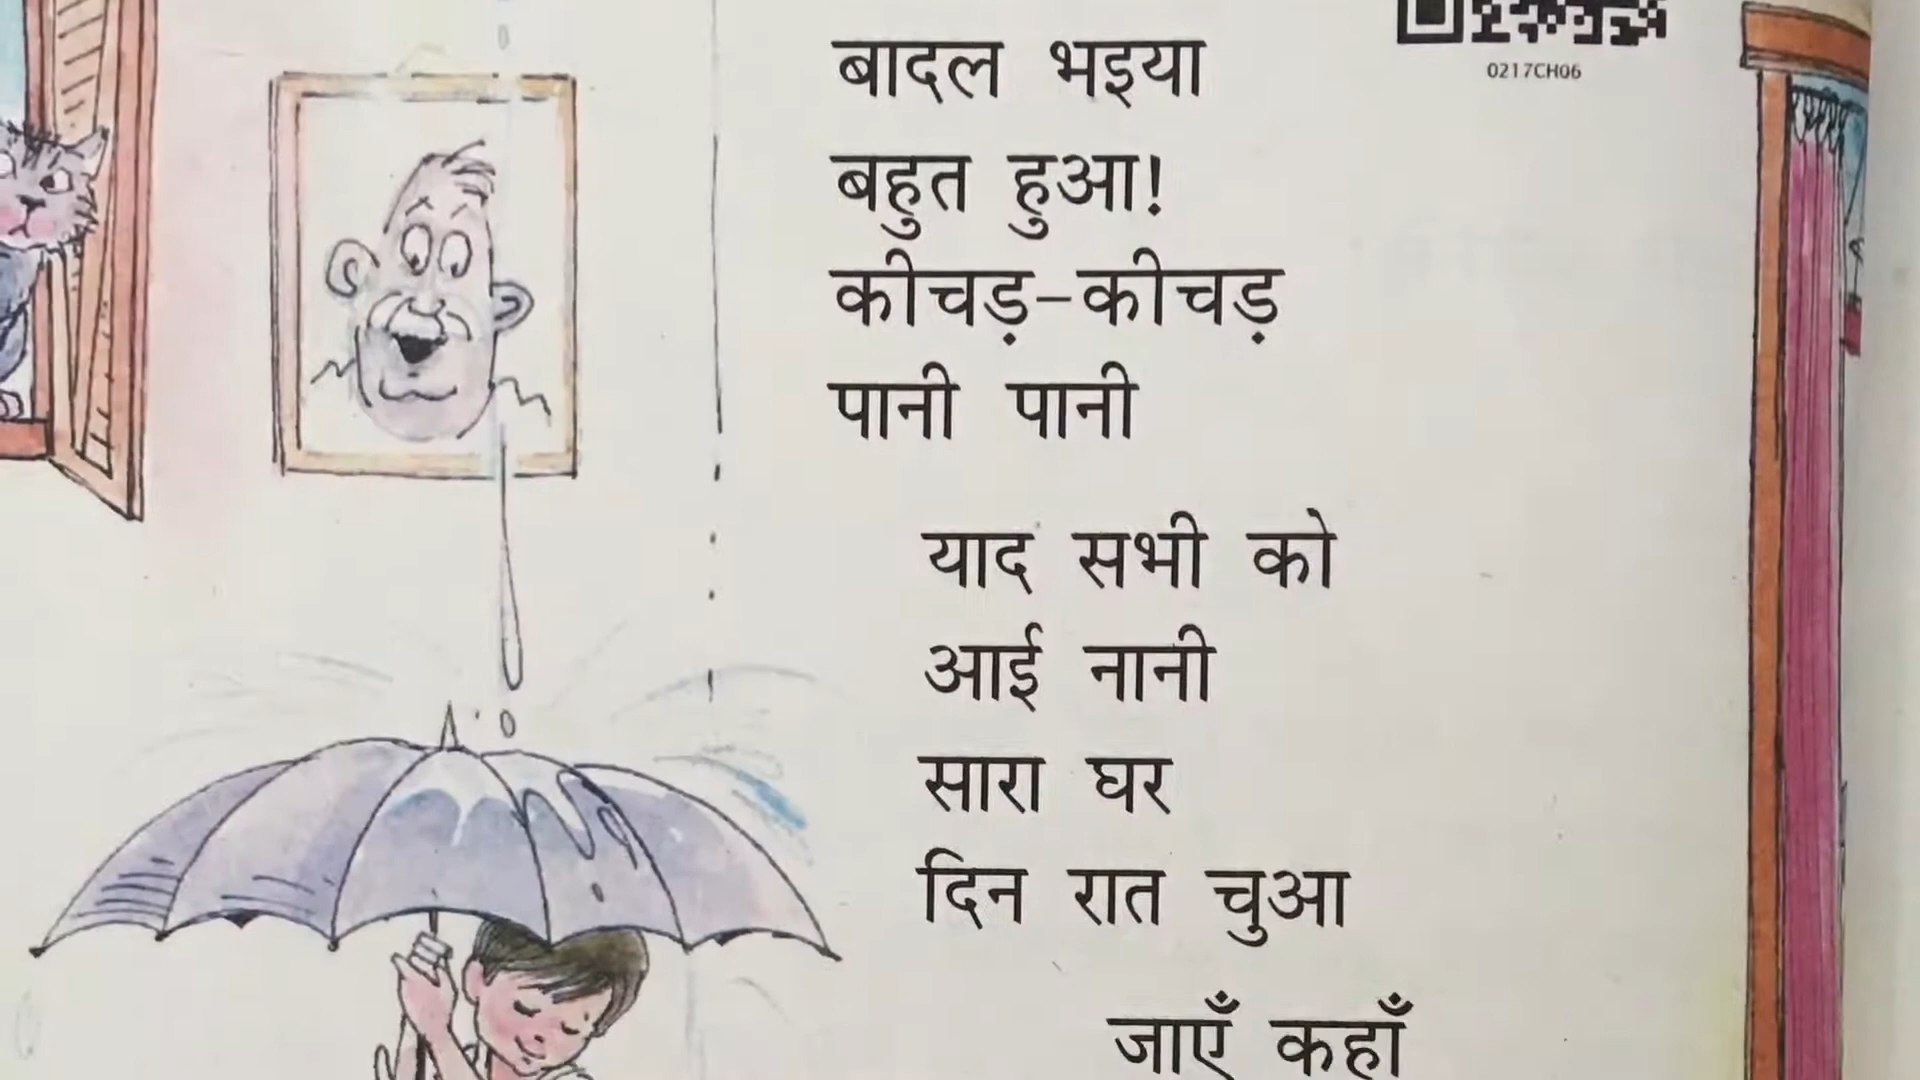 0217CH06
बादल भइया
बहुत हुआ!
कीचड़-कीचड़
पानी पानी
याद सभी को
आई नानी
सारा घर
दिन रात चुआ
जाएँ कहाँ